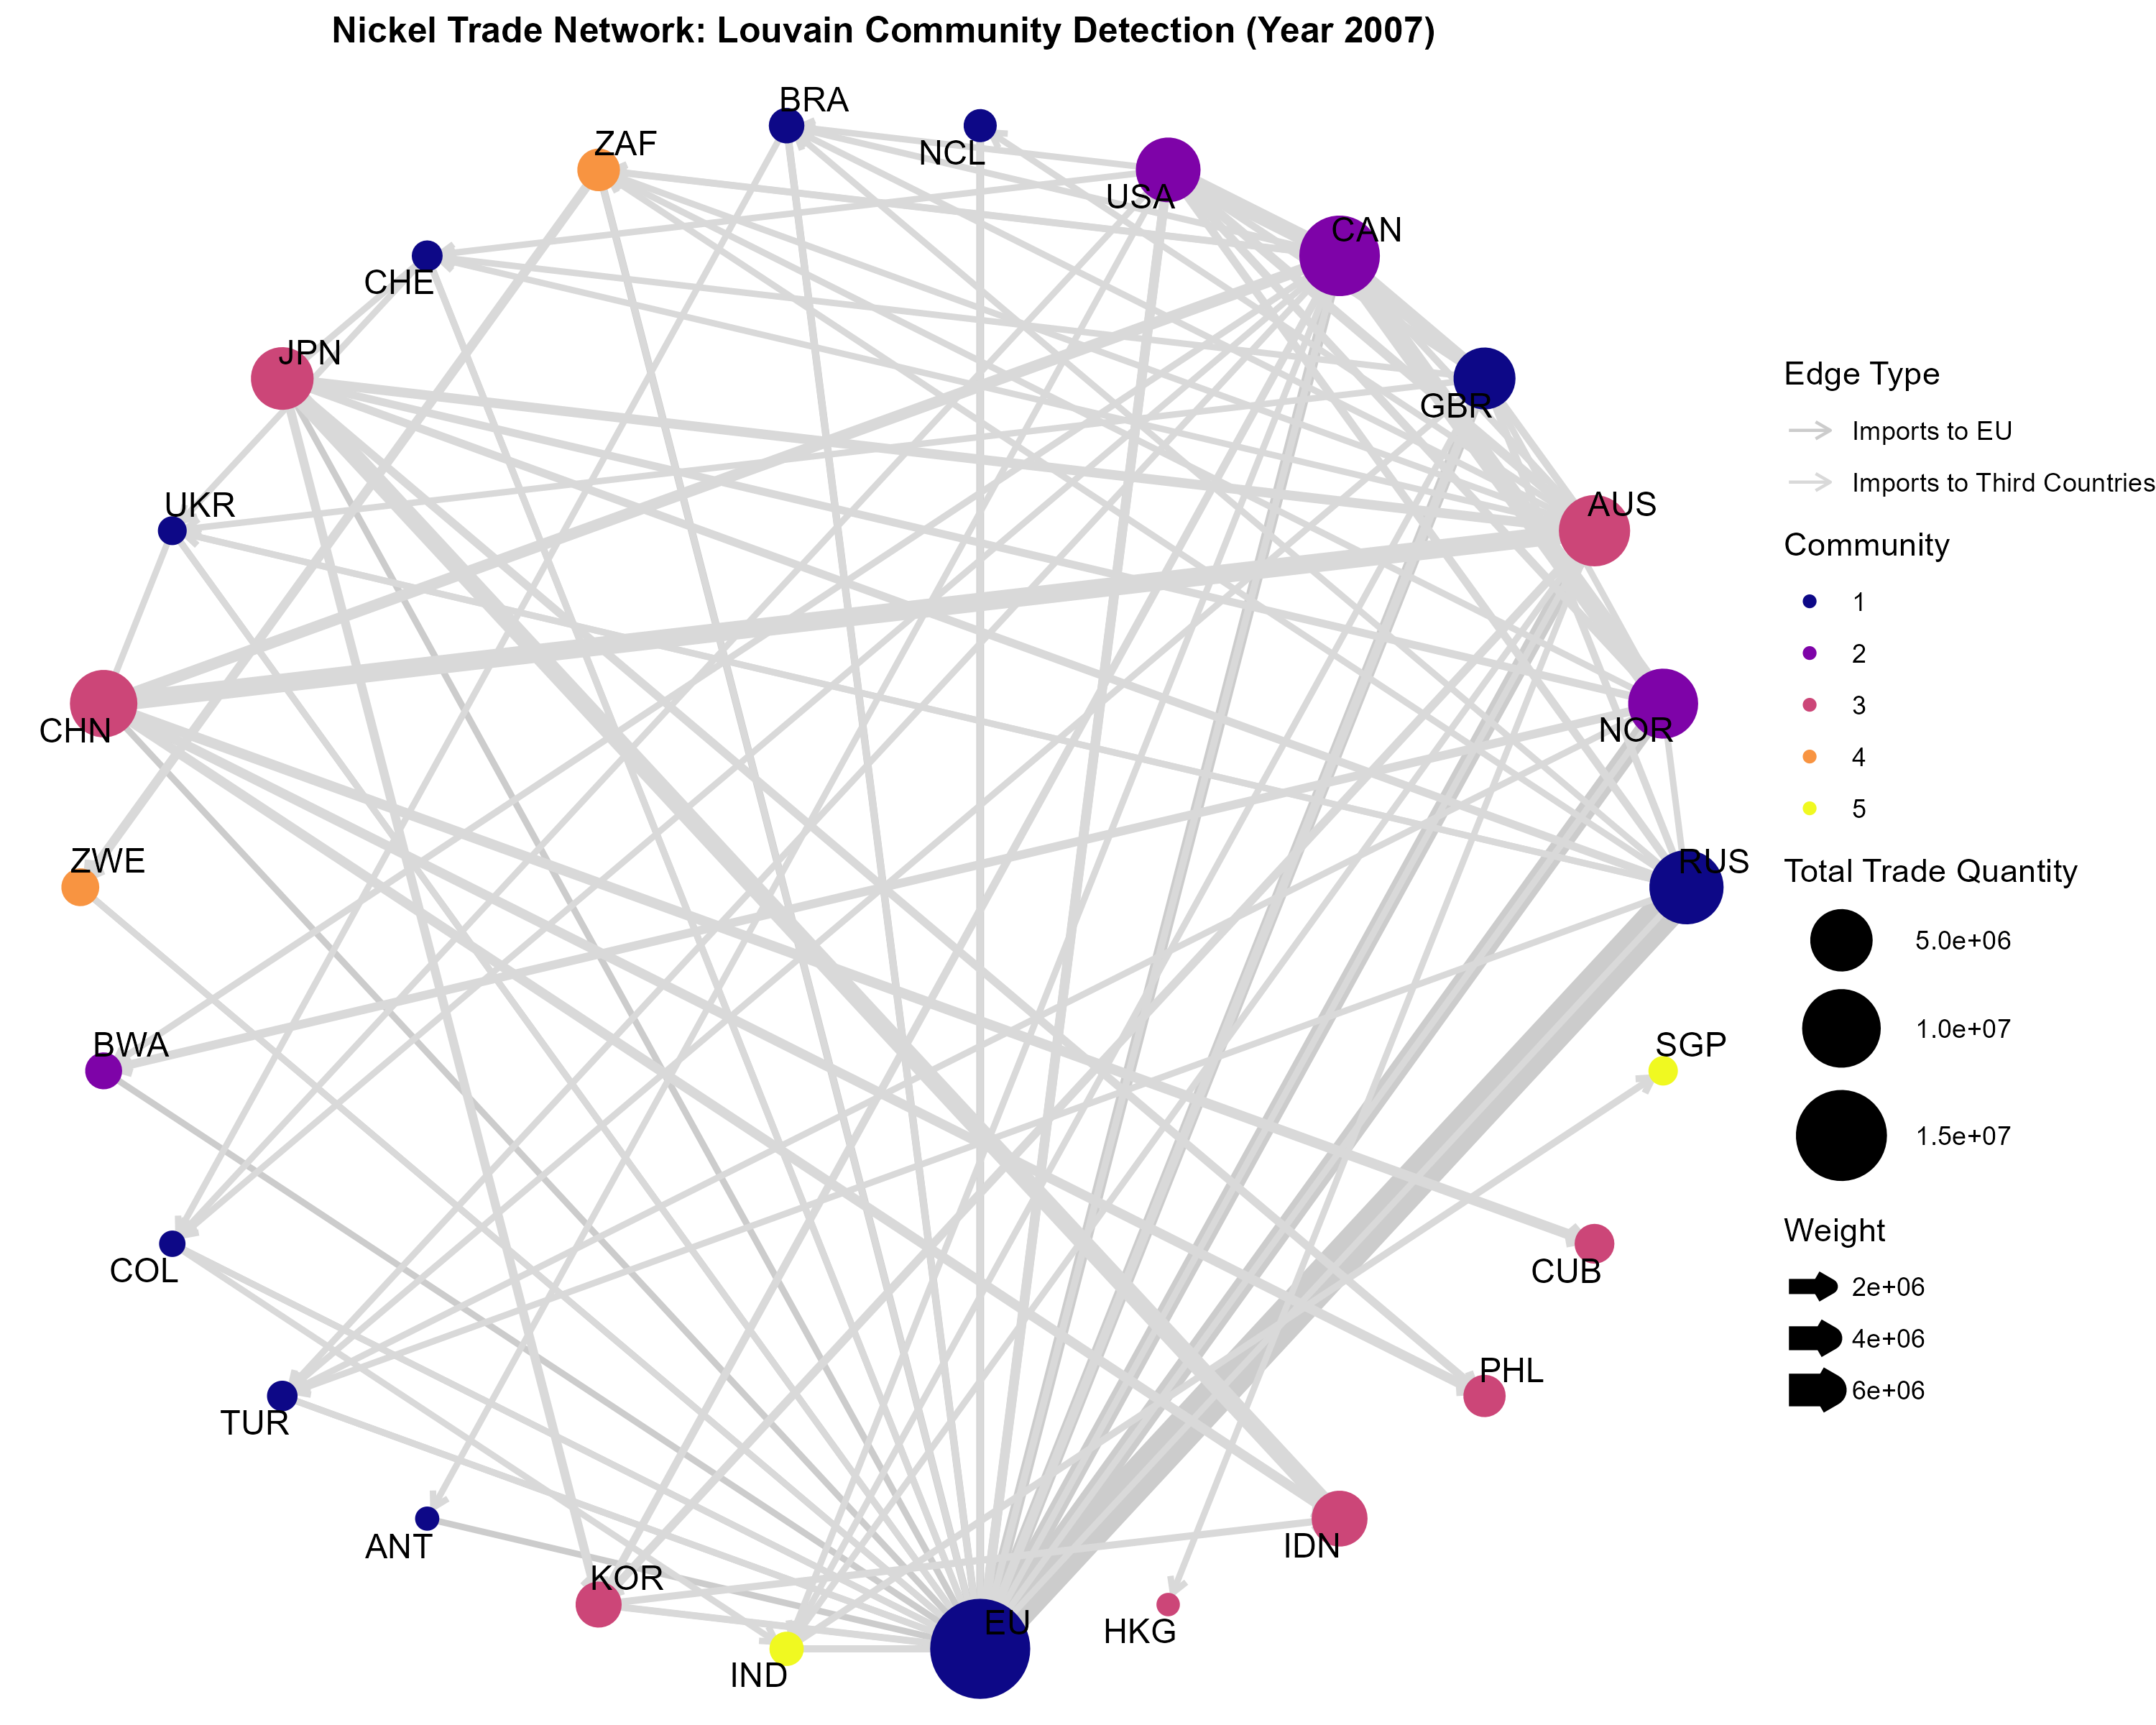 Nickel Trade Network: Louvain Community Detection (Year 2007)
BRA
NCL
ZAF
USA
CAN
CHE
JPN
GBR
UKR
AUS
CHN
NOR
ZWE
RUS
BWA
SGP
COL
CUB
TUR
PHL
ANT
IDN
KOR
HKG
IND
EU
Edge Type
Imports to EU
Imports to Third Countries
Community
1
2
3
4
5
Total Trade Quantity
5.0e+06
1.0e+07
1.5e+07
Weight
2e+06
4e+06
6e+06